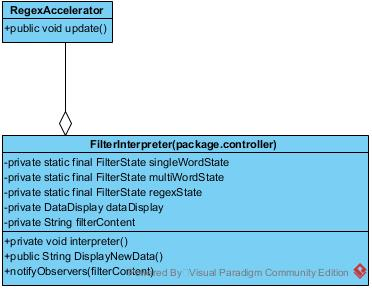 RegexAccelerator
+public void update()
FilterInterpreter(package.controller)
-private static final FilterState singleWordState
-private static final FilterState multiWordState
-private static final FilterState regexState
-private DataDisplay dataDisplay
-private String filterContent
+private void interpreter()
+public String DisplayNewData()
+notifyObservers(filterContent)
Powered By Visual Paradigm Community Edition